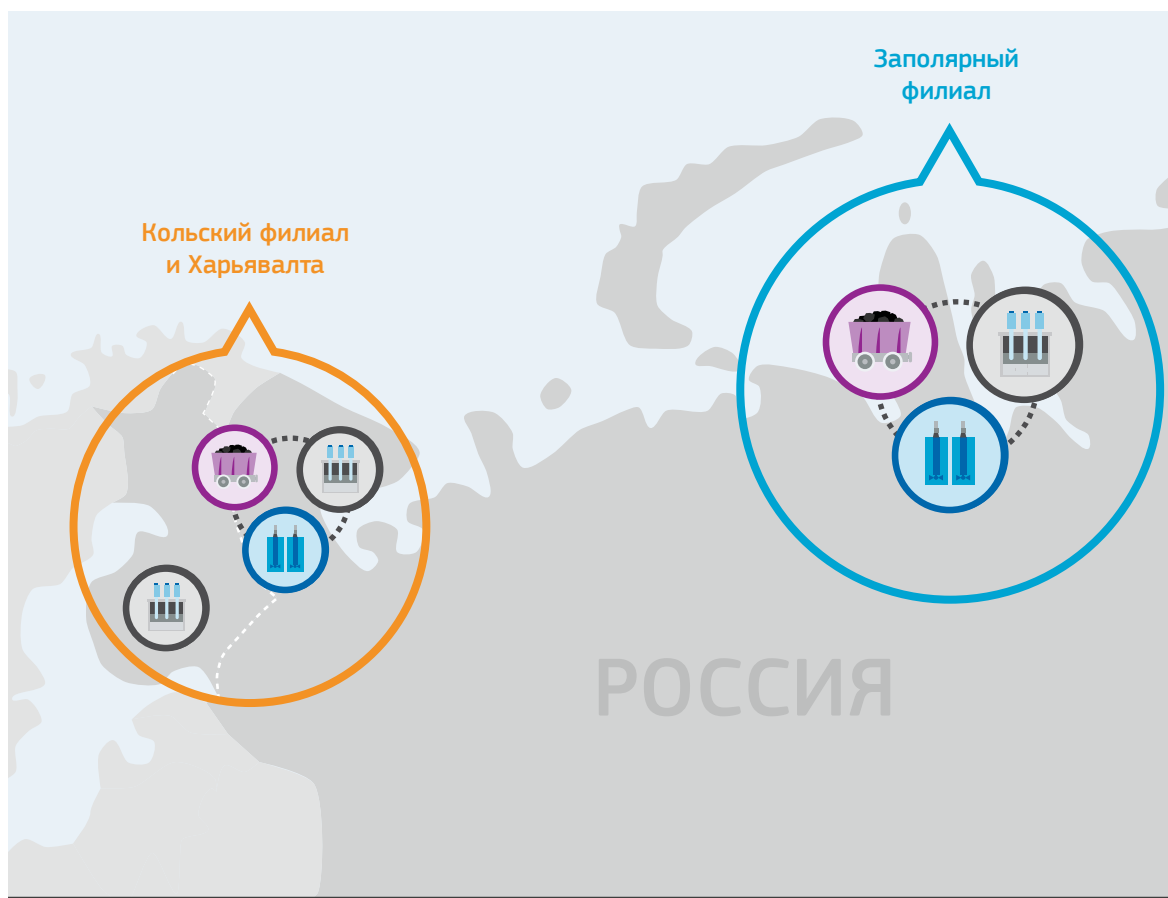 Заполярный
филиал
Кольский филиал
и Харьявалта
РОССИЯ